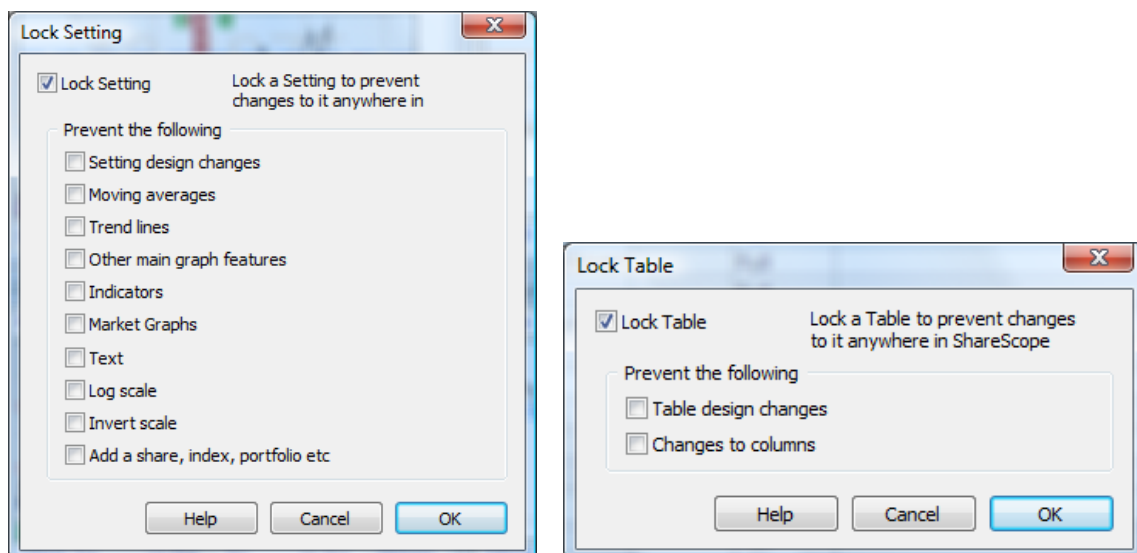 Lock Setting
Lock Setting
Lock a Setting to prevent
changes to it anywhere in
Prevent the following
Setting design changes
Moving averages
Trend lines
Other main graph features
Indicators
Market Graphs
Text
Log scale
Invert scale
Add a share, index, portfolio etc
Help
Cancel
OK
Lock Table
Lock Table
Lock a Table to prevent changes
to it anywhere in ShareScope
Prevent the following
Table design changes
Changes to columns
Help
Cancel
OK